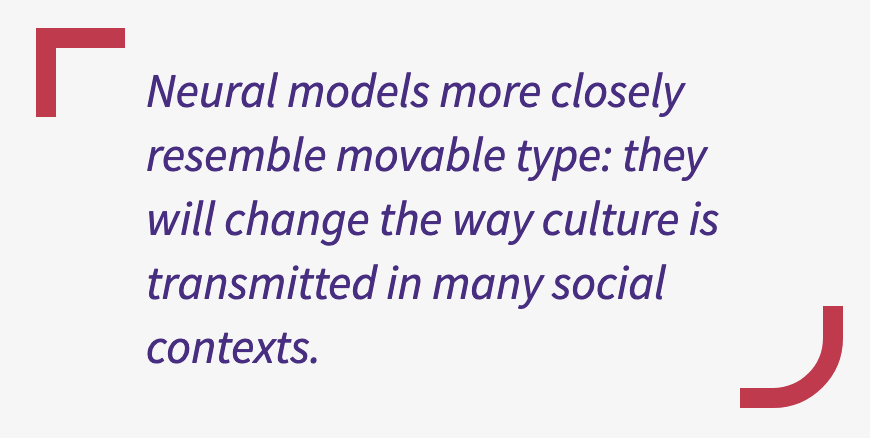 Neural models more closely
resemble movable type: they
will change the way culture is
transmitted in many social
contexts.